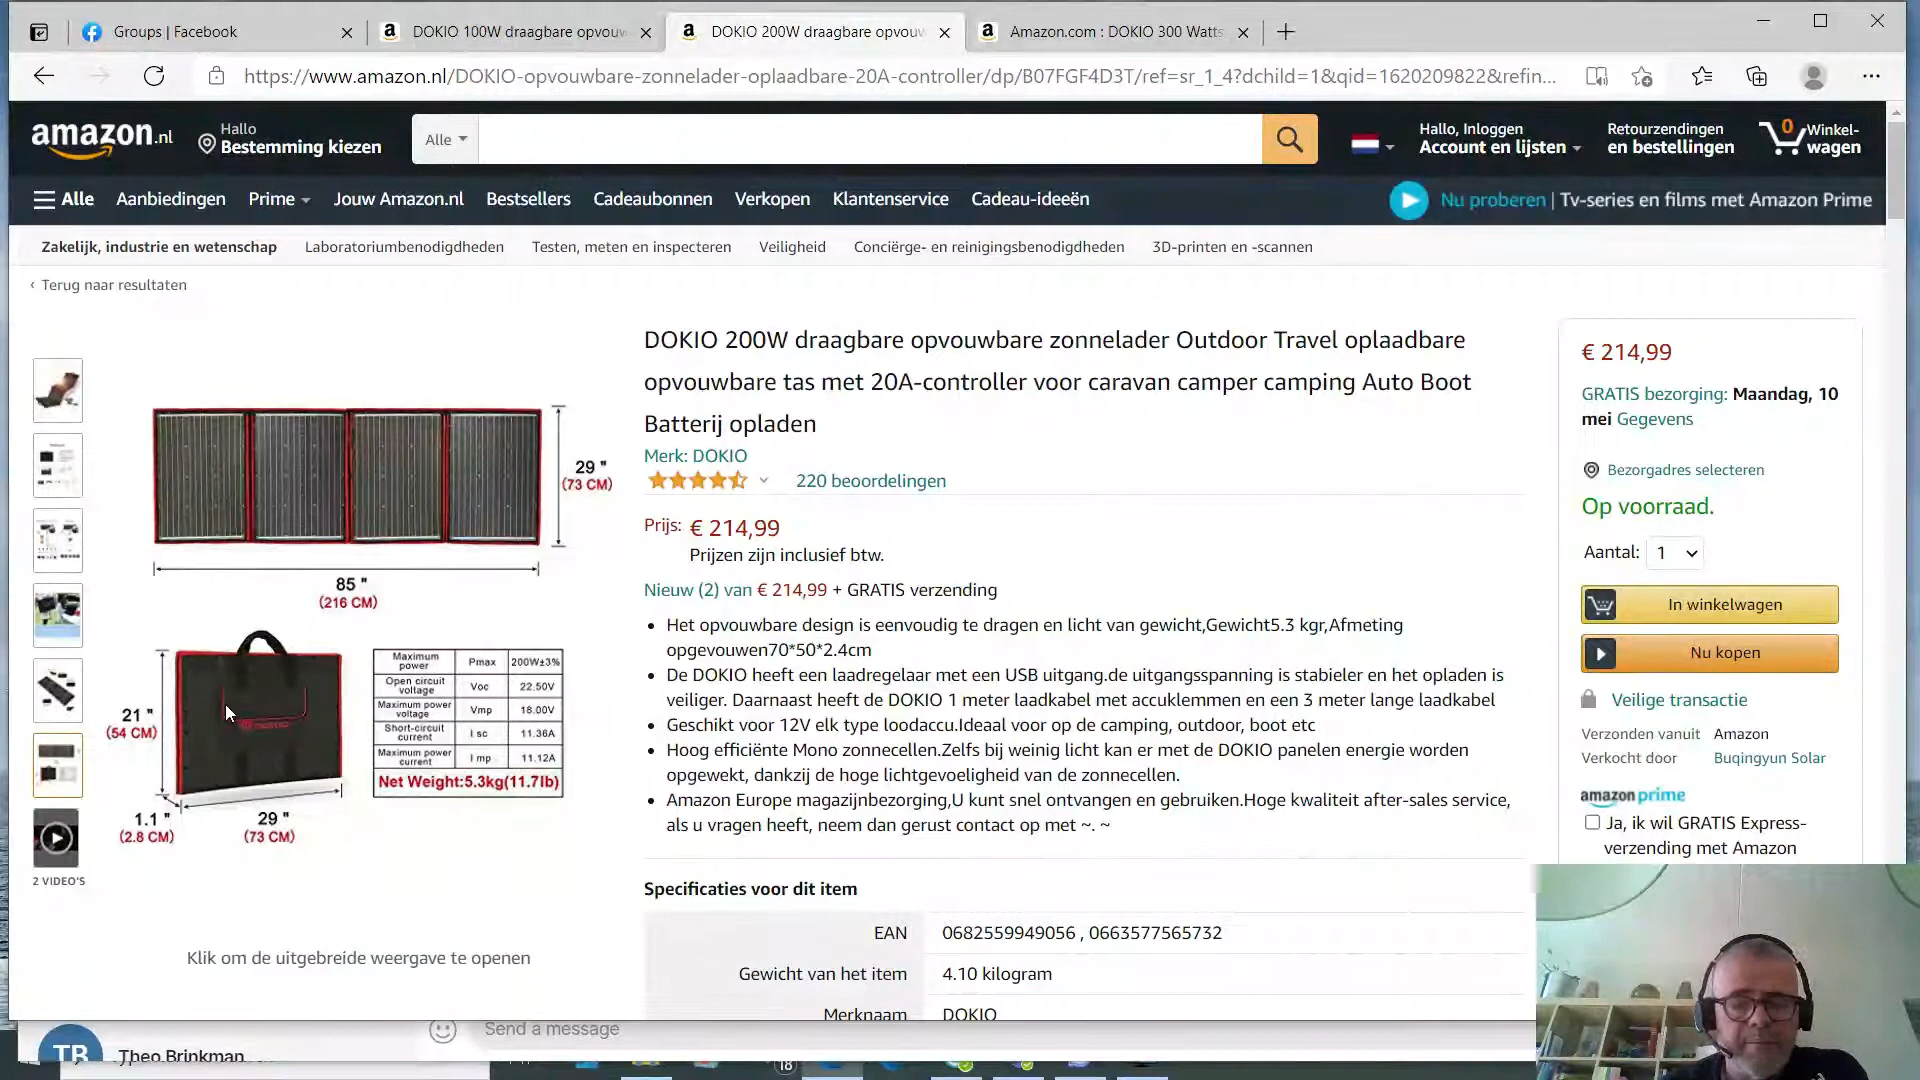 Groups | Facebook
DOKIO 100W draagbare opvouw
DOKIO 200W draagbare opvouw
Amazon.com : DOKIO 300 Watts
https://www.amazon.nl/DOKIO-opvouwbare-zonnelader-oplaadbare-20A-controller/dp/B07FGF4D3T/ref=sr_1_4?dchild=1&qid=1620209822&refin...
amazon.nl
Hallo
Bestemming kiezen
Alle
Hallo, Inloggen
Account en lijsten
Retourzendingen
en bestellingen
0
Winkel-
wagen
Alle
Aanbiedingen
Prime
Jouw Amazon.nl
Bestsellers
Cadeaubonnen
Verkopen
Klantenservice
Cadeau-ideeën
Nu proberen | Tv-series en films met Amazon Prime
Zakelijk, industrie en wetenschap
Laboratoriumbenodigdheden
Testen, meten en inspecteren
Veiligheid
Conciërge- en reinigingsbenodigdheden
3D-printen en -scannen
‹ Terug naar resultaten
29 "
(73 CM)
85 "
(216 CM)
21 "
(54 CM)
1.1 "
(2.8 CM)
29 "
(73 CM)
Maximum power Pmax 200W±3%
Open circuit voltage Voc 22.50V
Maximum power voltage Vmp 18.00V
Short-circuit current I sc 11.36A
Maximum power current I mp 11.12A
Net Weight:5.3kg(11.7lb)
2 VIDEO'S
Klik om de uitgebreide weergave te openen
DOKIO 200W draagbare opvouwbare zonnelader Outdoor Travel oplaadbare
opvouwbare tas met 20A-controller voor caravan camper camping Auto Boot
Batterij opladen
Merk: DOKIO
220 beoordelingen
Prijs: € 214,99
Prijzen zijn inclusief btw.
Nieuw (2) van € 214,99 + GRATIS verzending
• Het opvouwbare design is eenvoudig te dragen en licht van gewicht,Gewicht5.3 kgr,Afmeting
opgevouwen70*50*2.4cm
• De DOKIO heeft een laadregelaar met een USB uitgang.de uitgangsspanning is stabieler en het opladen is
veiliger. Daarnaast heeft de DOKIO 1 meter laadkabel met accuklemmen en een 3 meter lange laadkabel
• Geschikt voor 12V elk type loodaccu.Ideaal voor op de camping, outdoor, boot etc
• Hoog efficiënte Mono zonnecellen.Zelfs bij weinig licht kan er met de DOKIO panelen energie worden
opgewekt, dankzij de hoge lichtgevoeligheid van de zonnecellen.
• Amazon Europe magazijnbezorging,U kunt snel ontvangen en gebruiken.Hoge kwaliteit after-sales service,
als u vragen heeft, neem dan gerust contact op met ~. ~
Specificaties voor dit item
EAN 0682559949056 , 0663577565732
Gewicht van het item 4.10 kilogram
Merknaam DOKIO
€ 214,99
GRATIS bezorging: Maandag, 10
mei Gegevens
Bezorgadres selecteren
Op voorraad.
Aantal: 1
In winkelwagen
Nu kopen
Veilige transactie
Verzonden vanuit Amazon
Verkocht door Buqingyun Solar
amazon prime
Ja, ik wil GRATIS Express-
verzending met Amazon
Send a message
TB
Theo Brinkman
18